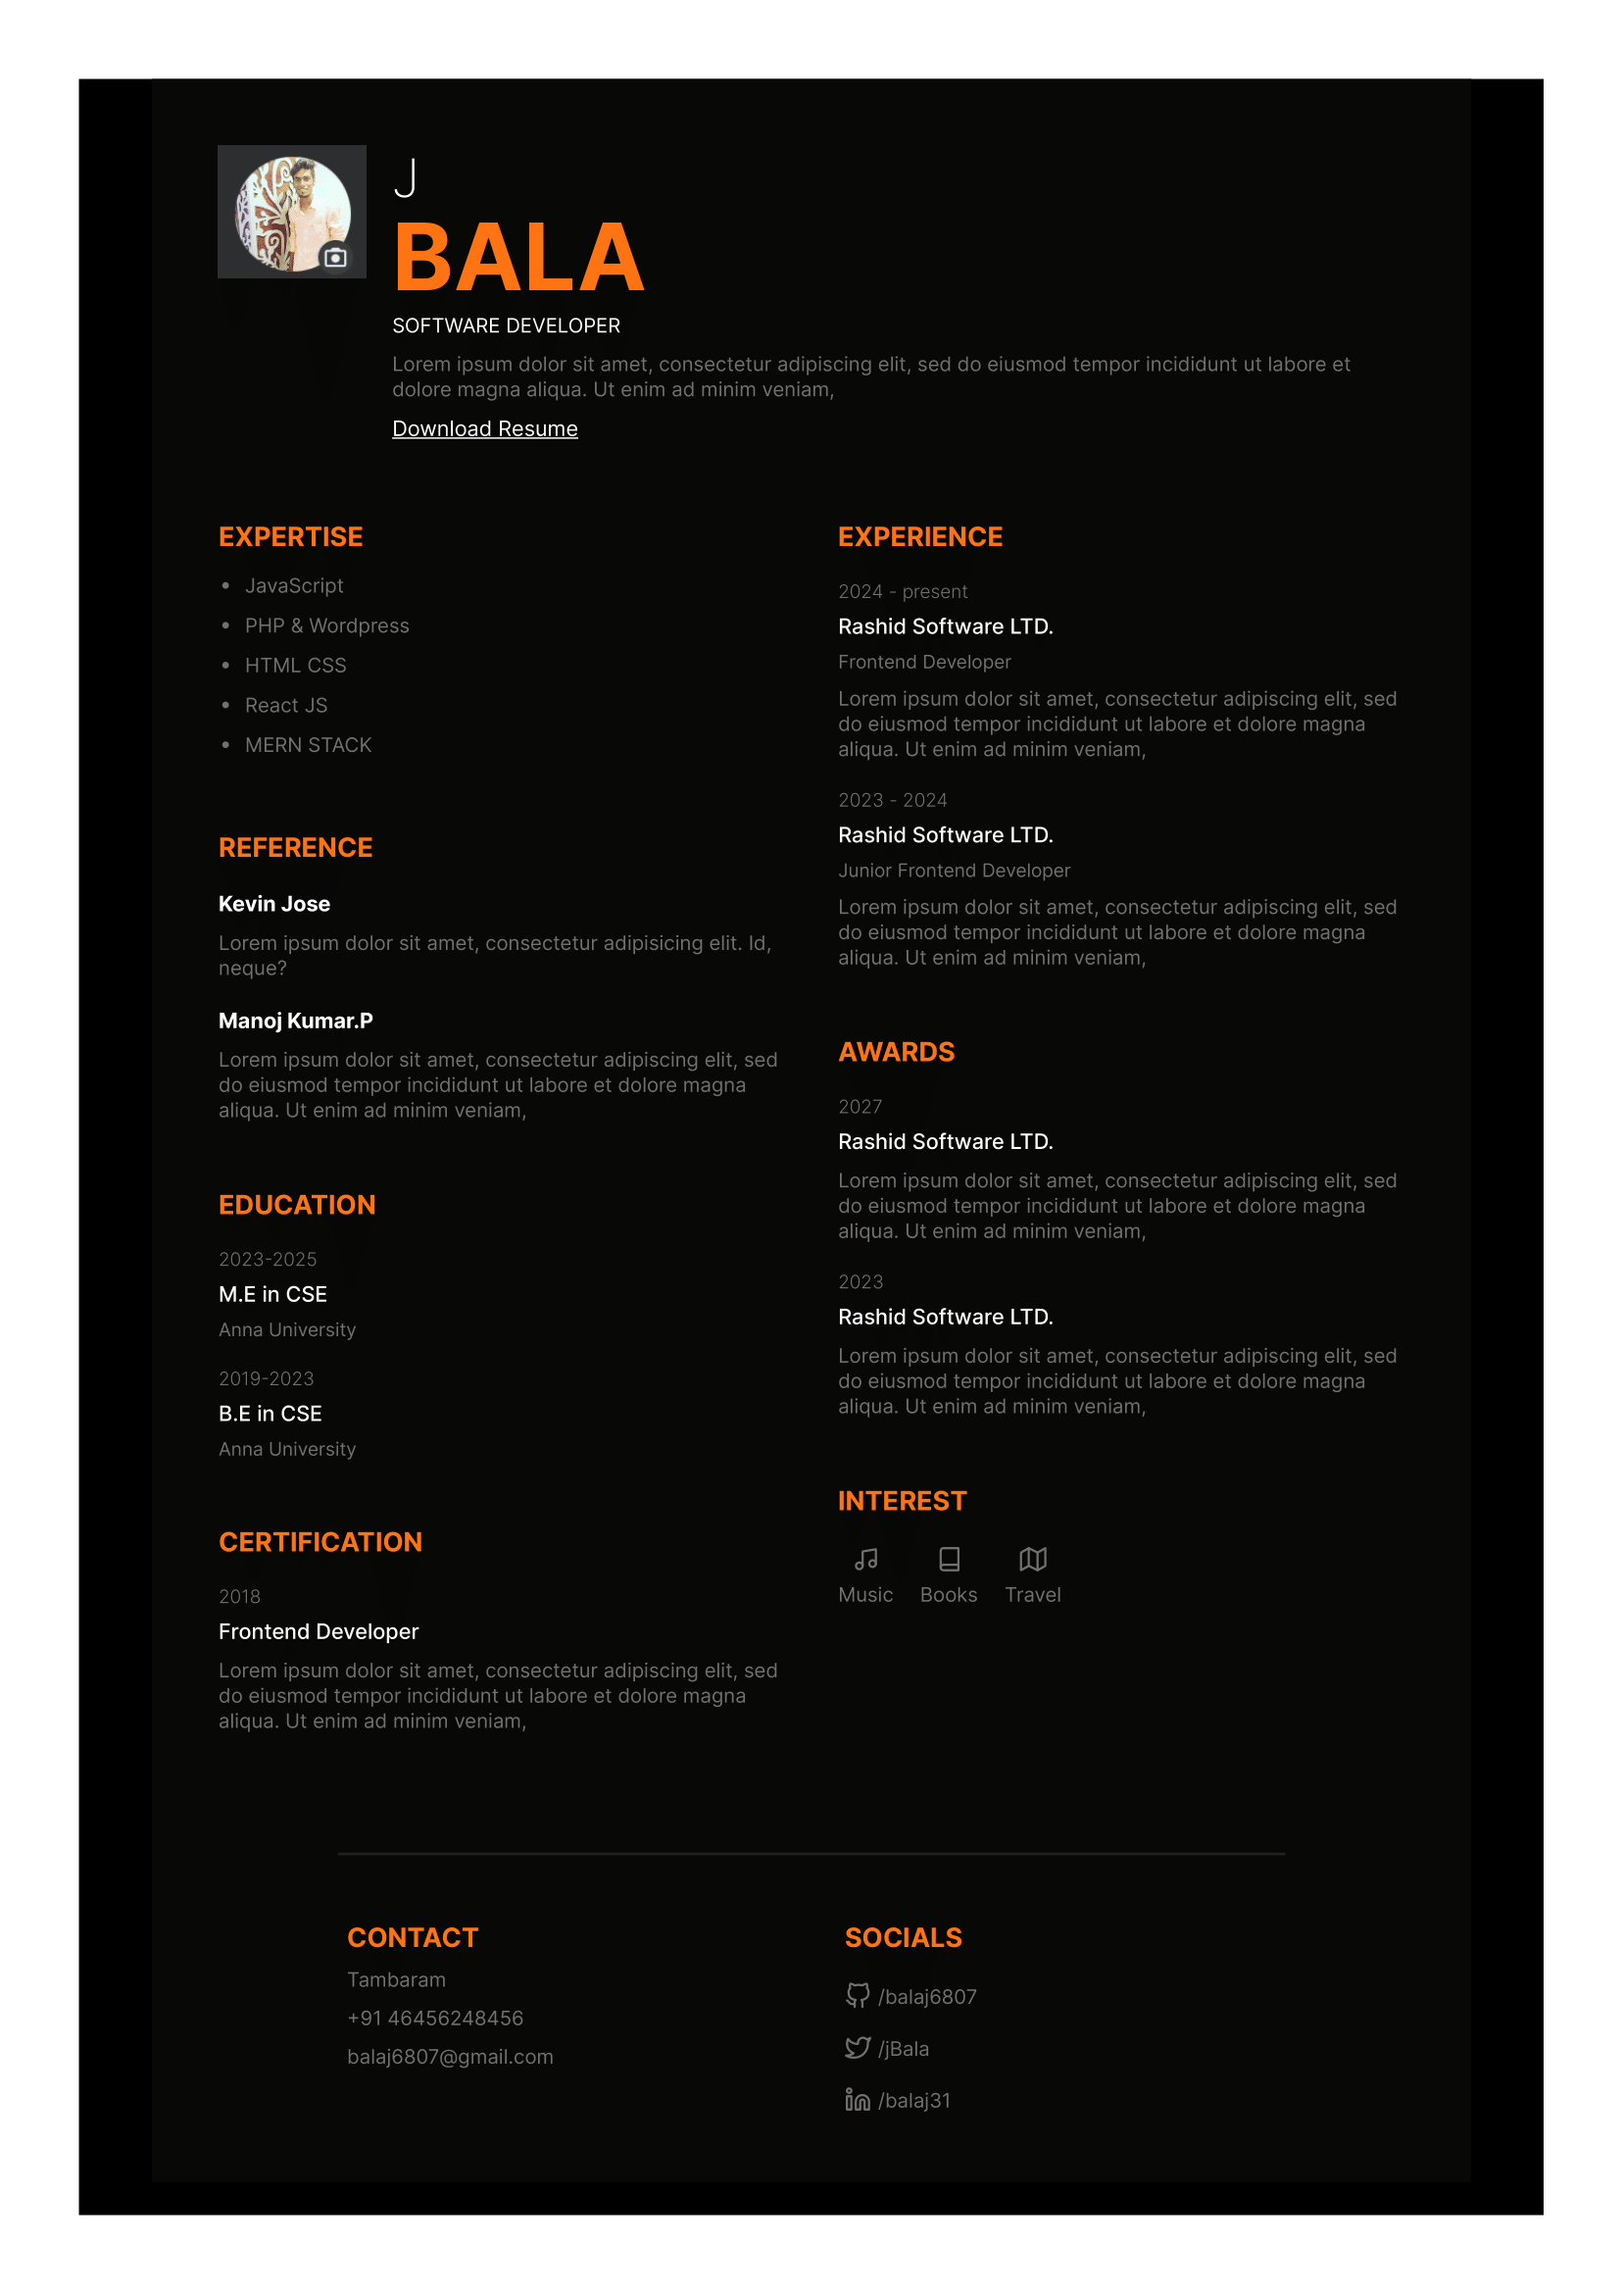 J
BALA
SOFTWARE DEVELOPER
Lorem ipsum dolor sit amet, consectetur adipiscing elit, sed do eiusmod tempor incididunt ut labore et
dolore magna aliqua. Ut enim ad minim veniam,
Download Resume
EXPERTISE
• JavaScript
• PHP & Wordpress
• HTML CSS
• React JS
• MERN STACK
REFERENCE
Kevin Jose
Lorem ipsum dolor sit amet, consectetur adipisicing elit. Id,
neque?
Manoj Kumar.P
Lorem ipsum dolor sit amet, consectetur adipiscing elit, sed
do eiusmod tempor incididunt ut labore et dolore magna
aliqua. Ut enim ad minim veniam,
EDUCATION
2023-2025
M.E in CSE
Anna University
2019-2023
B.E in CSE
Anna University
CERTIFICATION
2018
Frontend Developer
Lorem ipsum dolor sit amet, consectetur adipiscing elit, sed
do eiusmod tempor incididunt ut labore et dolore magna
aliqua. Ut enim ad minim veniam,
EXPERIENCE
2024 - present
Rashid Software LTD.
Frontend Developer
Lorem ipsum dolor sit amet, consectetur adipiscing elit, sed
do eiusmod tempor incididunt ut labore et dolore magna
aliqua. Ut enim ad minim veniam,
2023 - 2024
Rashid Software LTD.
Junior Frontend Developer
Lorem ipsum dolor sit amet, consectetur adipiscing elit, sed
do eiusmod tempor incididunt ut labore et dolore magna
aliqua. Ut enim ad minim veniam,
AWARDS
2027
Rashid Software LTD.
Lorem ipsum dolor sit amet, consectetur adipiscing elit, sed
do eiusmod tempor incididunt ut labore et dolore magna
aliqua. Ut enim ad minim veniam,
2023
Rashid Software LTD.
Lorem ipsum dolor sit amet, consectetur adipiscing elit, sed
do eiusmod tempor incididunt ut labore et dolore magna
aliqua. Ut enim ad minim veniam,
INTEREST
Music Books Travel
CONTACT
Tambaram
+91 46456248456
balaj6807@gmail.com
SOCIALS
/balaj6807
/jBala
/balaj31